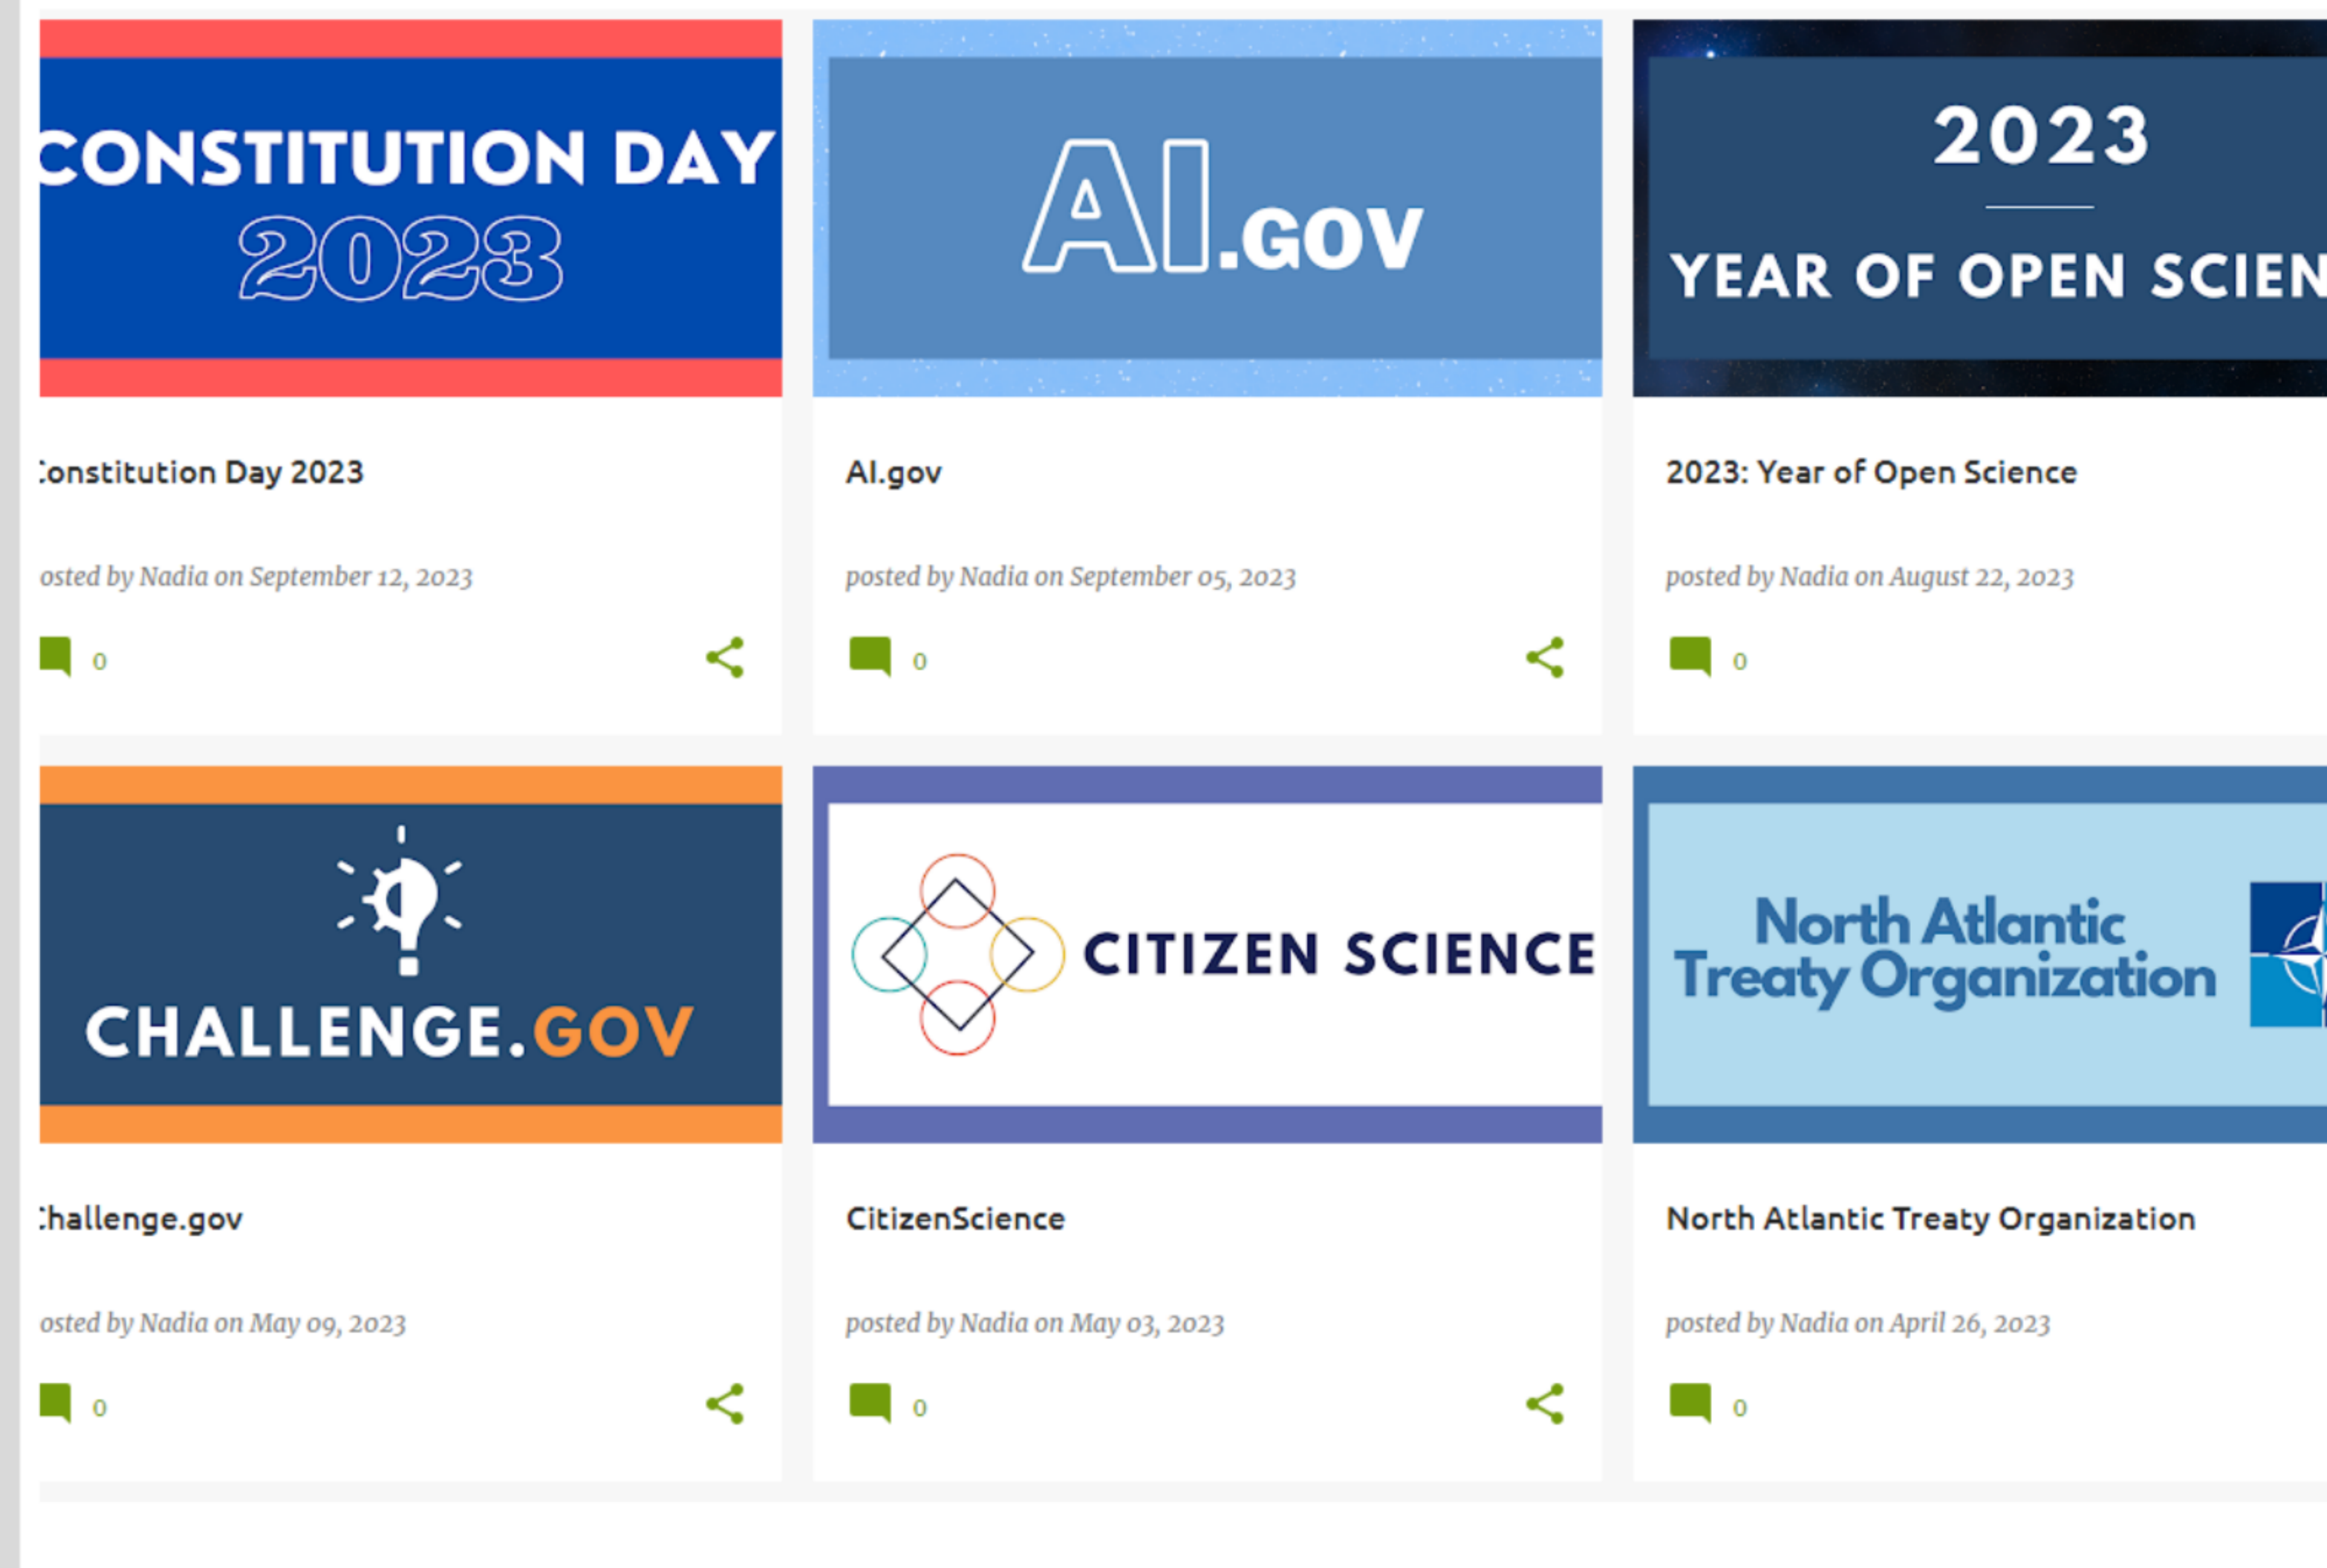 CONSTITUTION DAY
2023
AI.GOV
2023
YEAR OF OPEN SCIEN
onstitution Day 2023
AI.gov
2023: Year of Open Science
osted by Nadia on September 12, 2023
posted by Nadia on September 05, 2023
posted by Nadia on August 22, 2023
0
0
0
CHALLENGE.GOV
CITIZEN SCIENCE
North Atlantic
Treaty Organization
hallenge.gov
CitizenScience
North Atlantic Treaty Organization
osted by Nadia on May 09, 2023
posted by Nadia on May 03, 2023
posted by Nadia on April 26, 2023
0
0
0